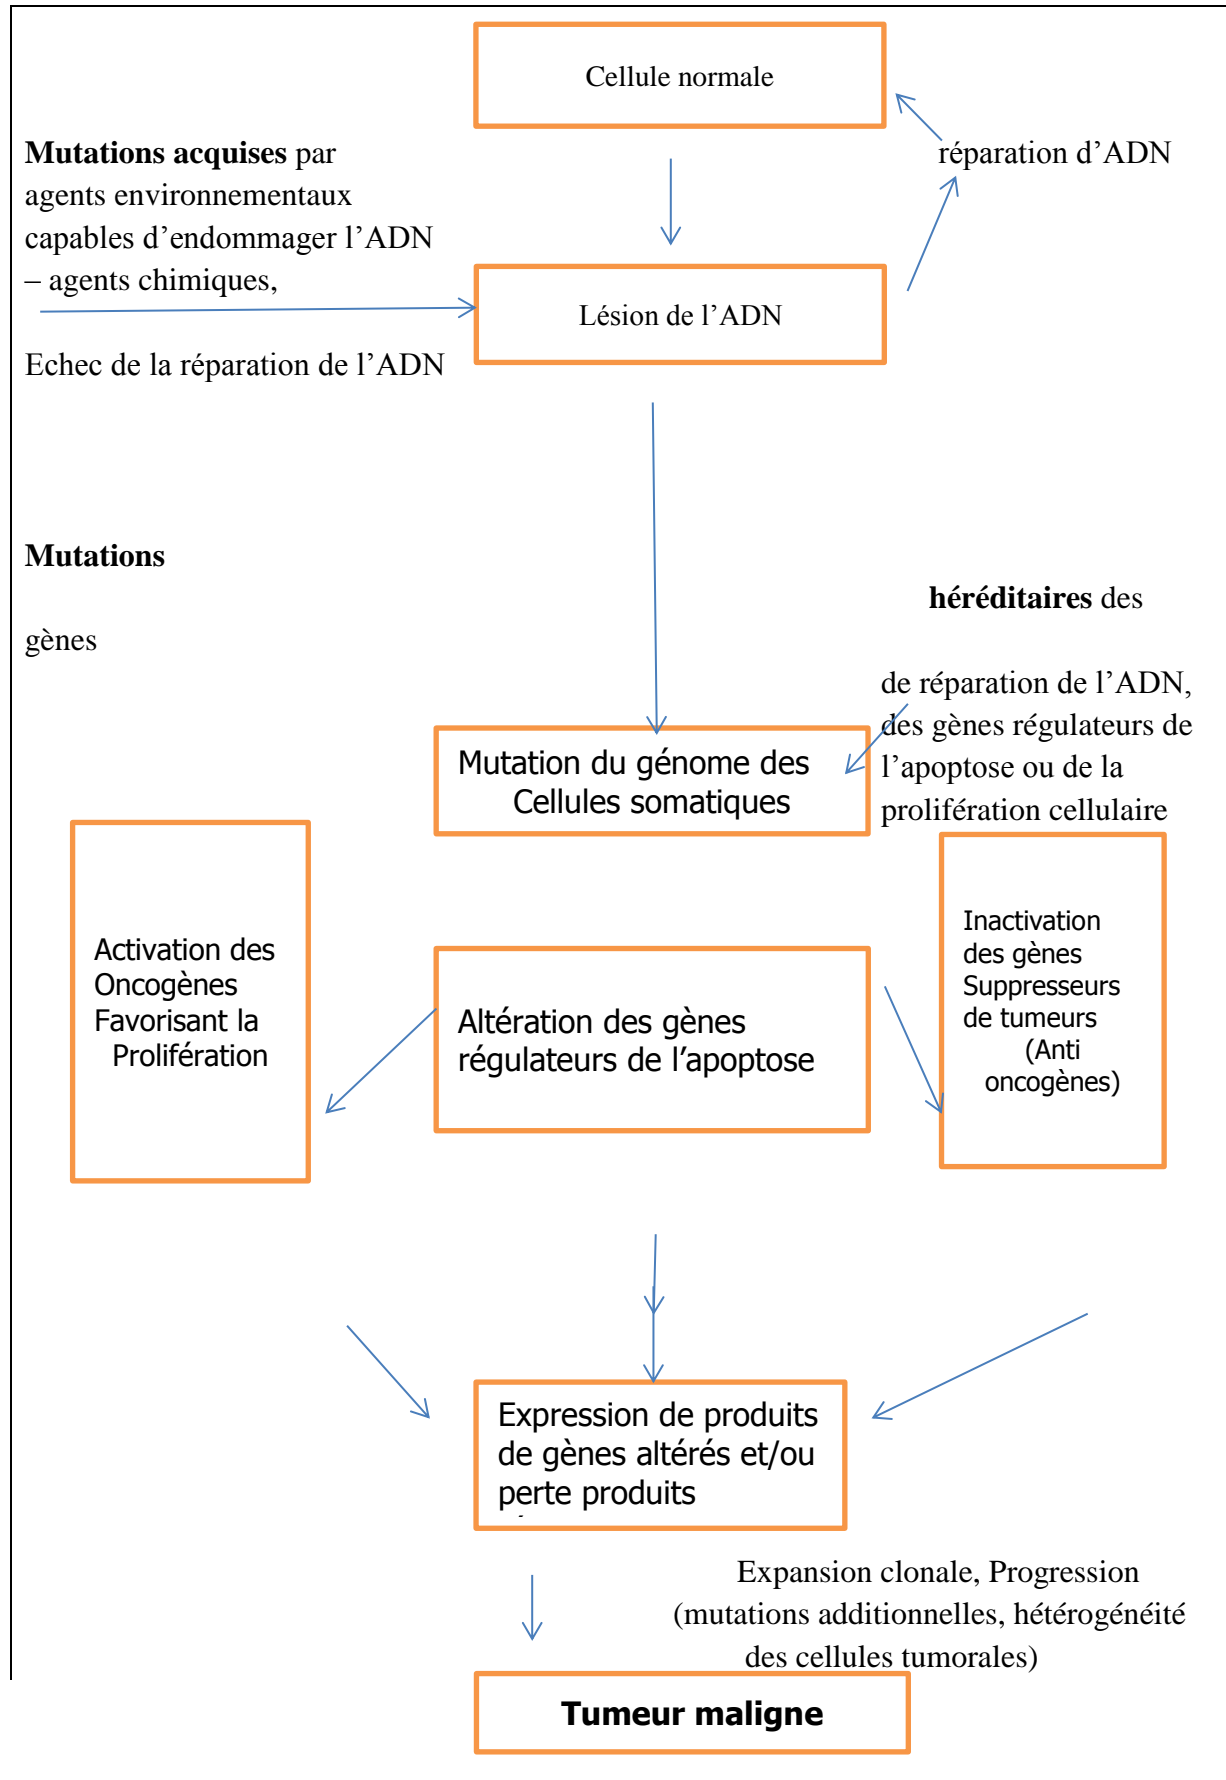 Cellule normale
Mutations acquises par
agents environnementaux
capables d’endommager l’ADN
– agents chimiques,
réparation d’ADN
Lésion de l’ADN
Echec de la réparation de l’ADN
Mutations
héréditaires des
gènes
de réparation de l’ADN,
des gènes régulateurs de
l’apoptose ou de la
prolifération cellulaire
Mutation du génome des
Cellules somatiques
Activation des
Oncogènes
Favorisant la
Prolifération
Altération des gènes
régulateurs de l’apoptose
Inactivation
des gènes
Suppresseurs
de tumeurs
(Anti
oncogènes)
Expression de produits
de gènes altérés et/ou
perte produits
Expansion clonale, Progression
(mutations additionnelles, hétérogénéité
des cellules tumorales)
Tumeur maligne